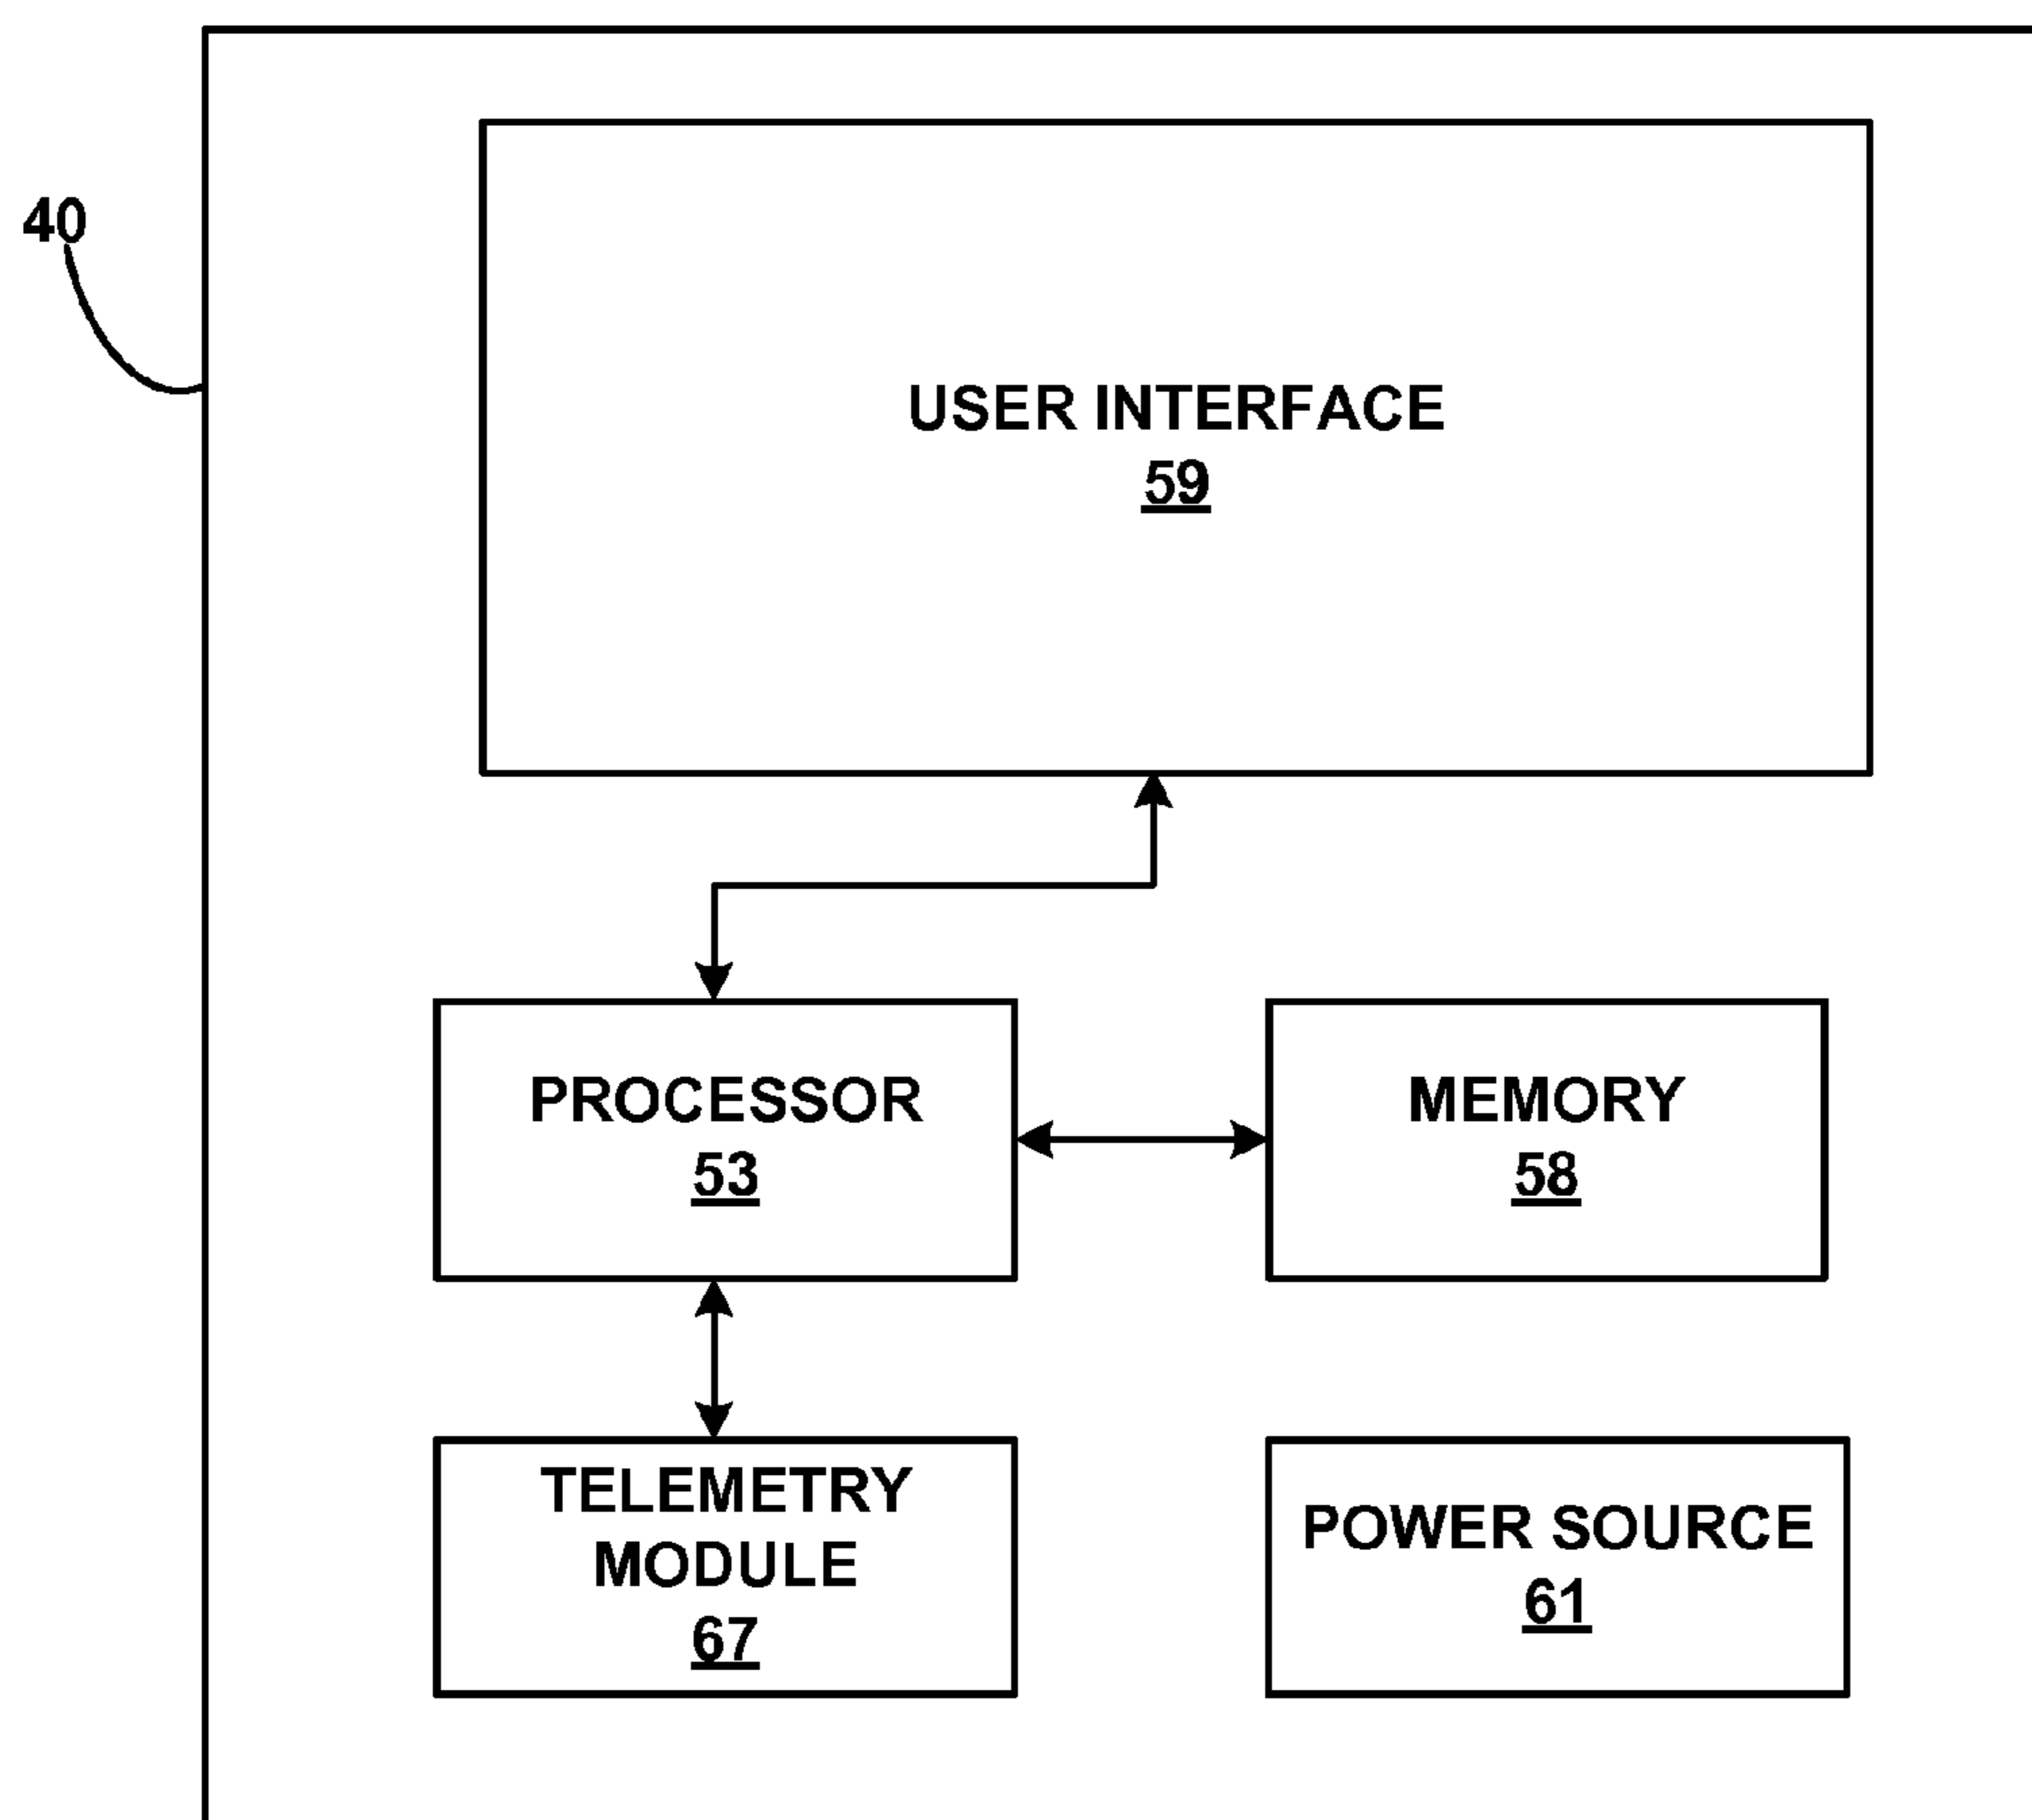 40
USER INTERFACE
59
PROCESSOR
53
MEMORY
58
TELEMETRY
MODULE
67
POWER SOURCE
61